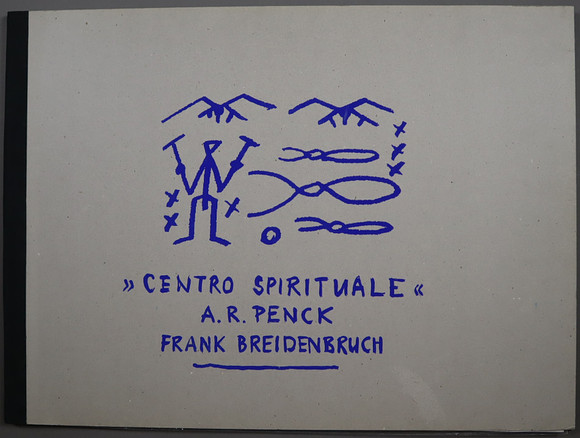 »CENTRO SPIRITUALE«
A.R. PENCK
FRANK BREIDENBRUCH